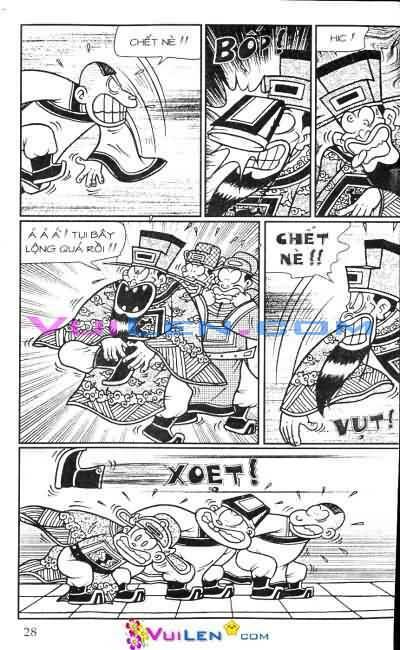 CHẾT NÈ !!
BỐP!
HIC !
Á Á Á! TỤI BÂY
LỘNG QUÁ RỒI !!
CHẾT
NÈ !!
VUILEN.COM
VỤT!
XOẸT!
28
VUILEN.COM